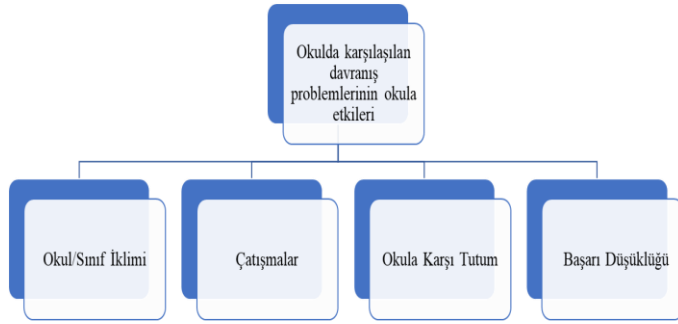 Okulda karşılaşılan
davranış
problemlerinin okula
etkileri
Okul/Sınıf İklimi
Çatışmalar
Okula Karşı Tutum
Başarı Düşüklüğü